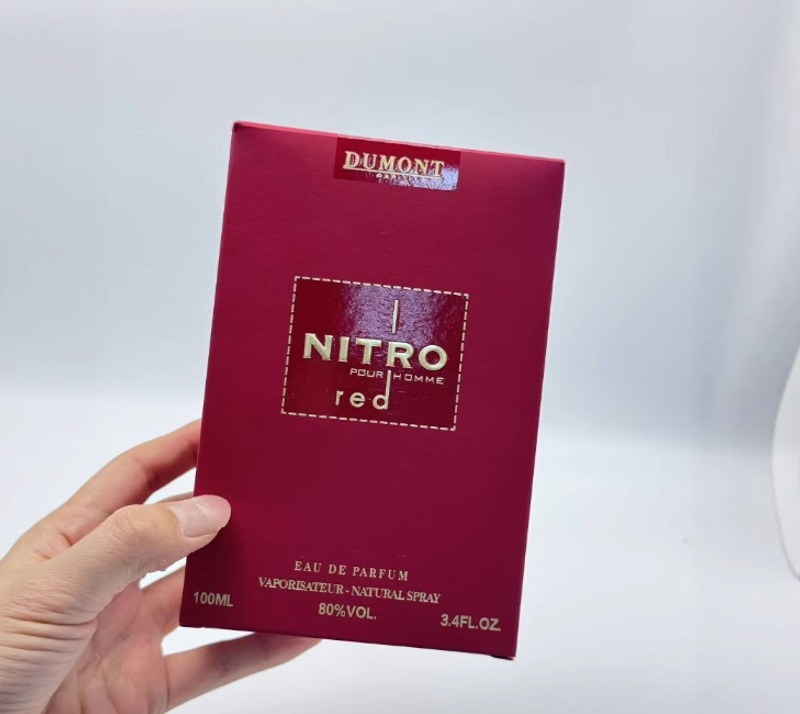 DUMONT
NITRO
POUR HOMME
red
EAU DE PARFUM
VAPORISATEUR - NATURAL SPRAY
100ML
80%VOL.
3.4FL.OZ.